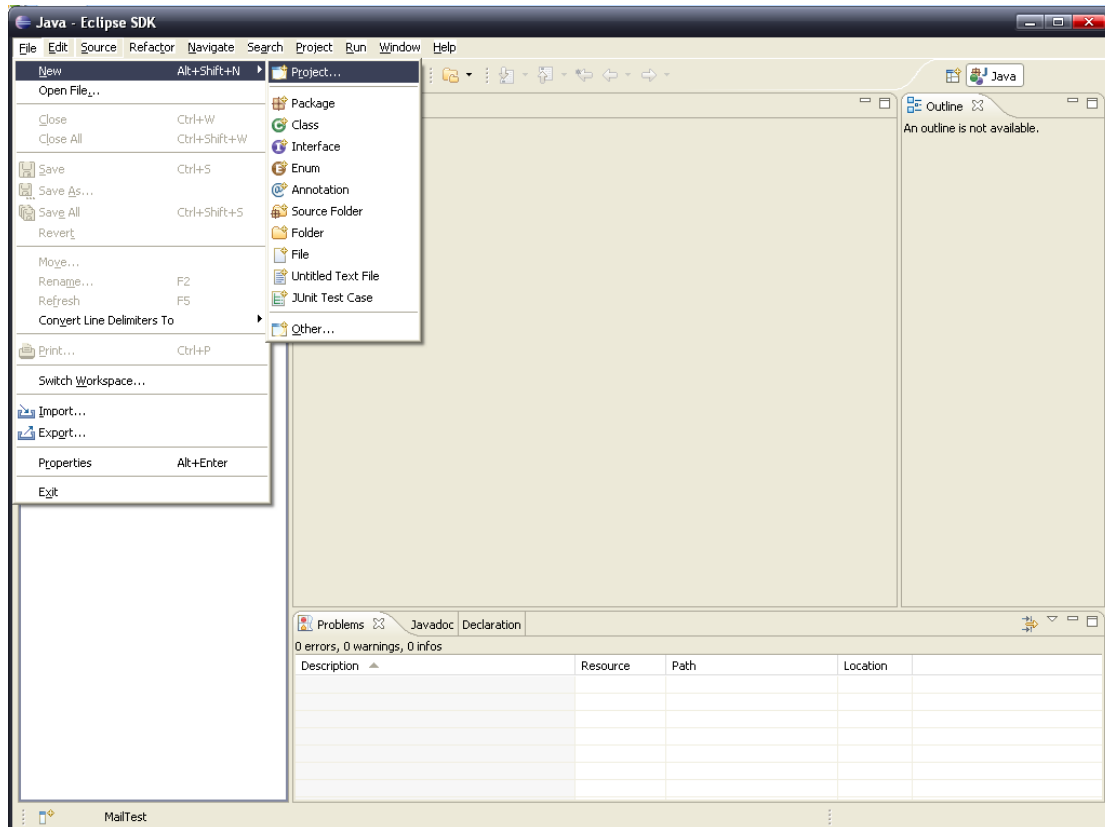 Java - Eclipse SDK
File Edit Source Refactor Navigate Search Project Run Window Help
New Alt+Shift+N
Open File...
Close Ctrl+W
Close All Ctrl+Shift+W
Save Ctrl+S
Save As...
Save All Ctrl+Shift+S
Revert
Move...
Rename... F2
Refresh F5
Convert Line Delimiters To
Print... Ctrl+P
Switch Workspace...
Import...
Export...
Properties Alt+Enter
Exit
Project...
Package
Class
Interface
Enum
Annotation
Source Folder
Folder
File
Untitled Text File
JUnit Test Case
Other...
Java
Outline
An outline is not available.
Problems Javadoc Declaration
0 errors, 0 warnings, 0 infos
Description Resource Path Location
MailTest